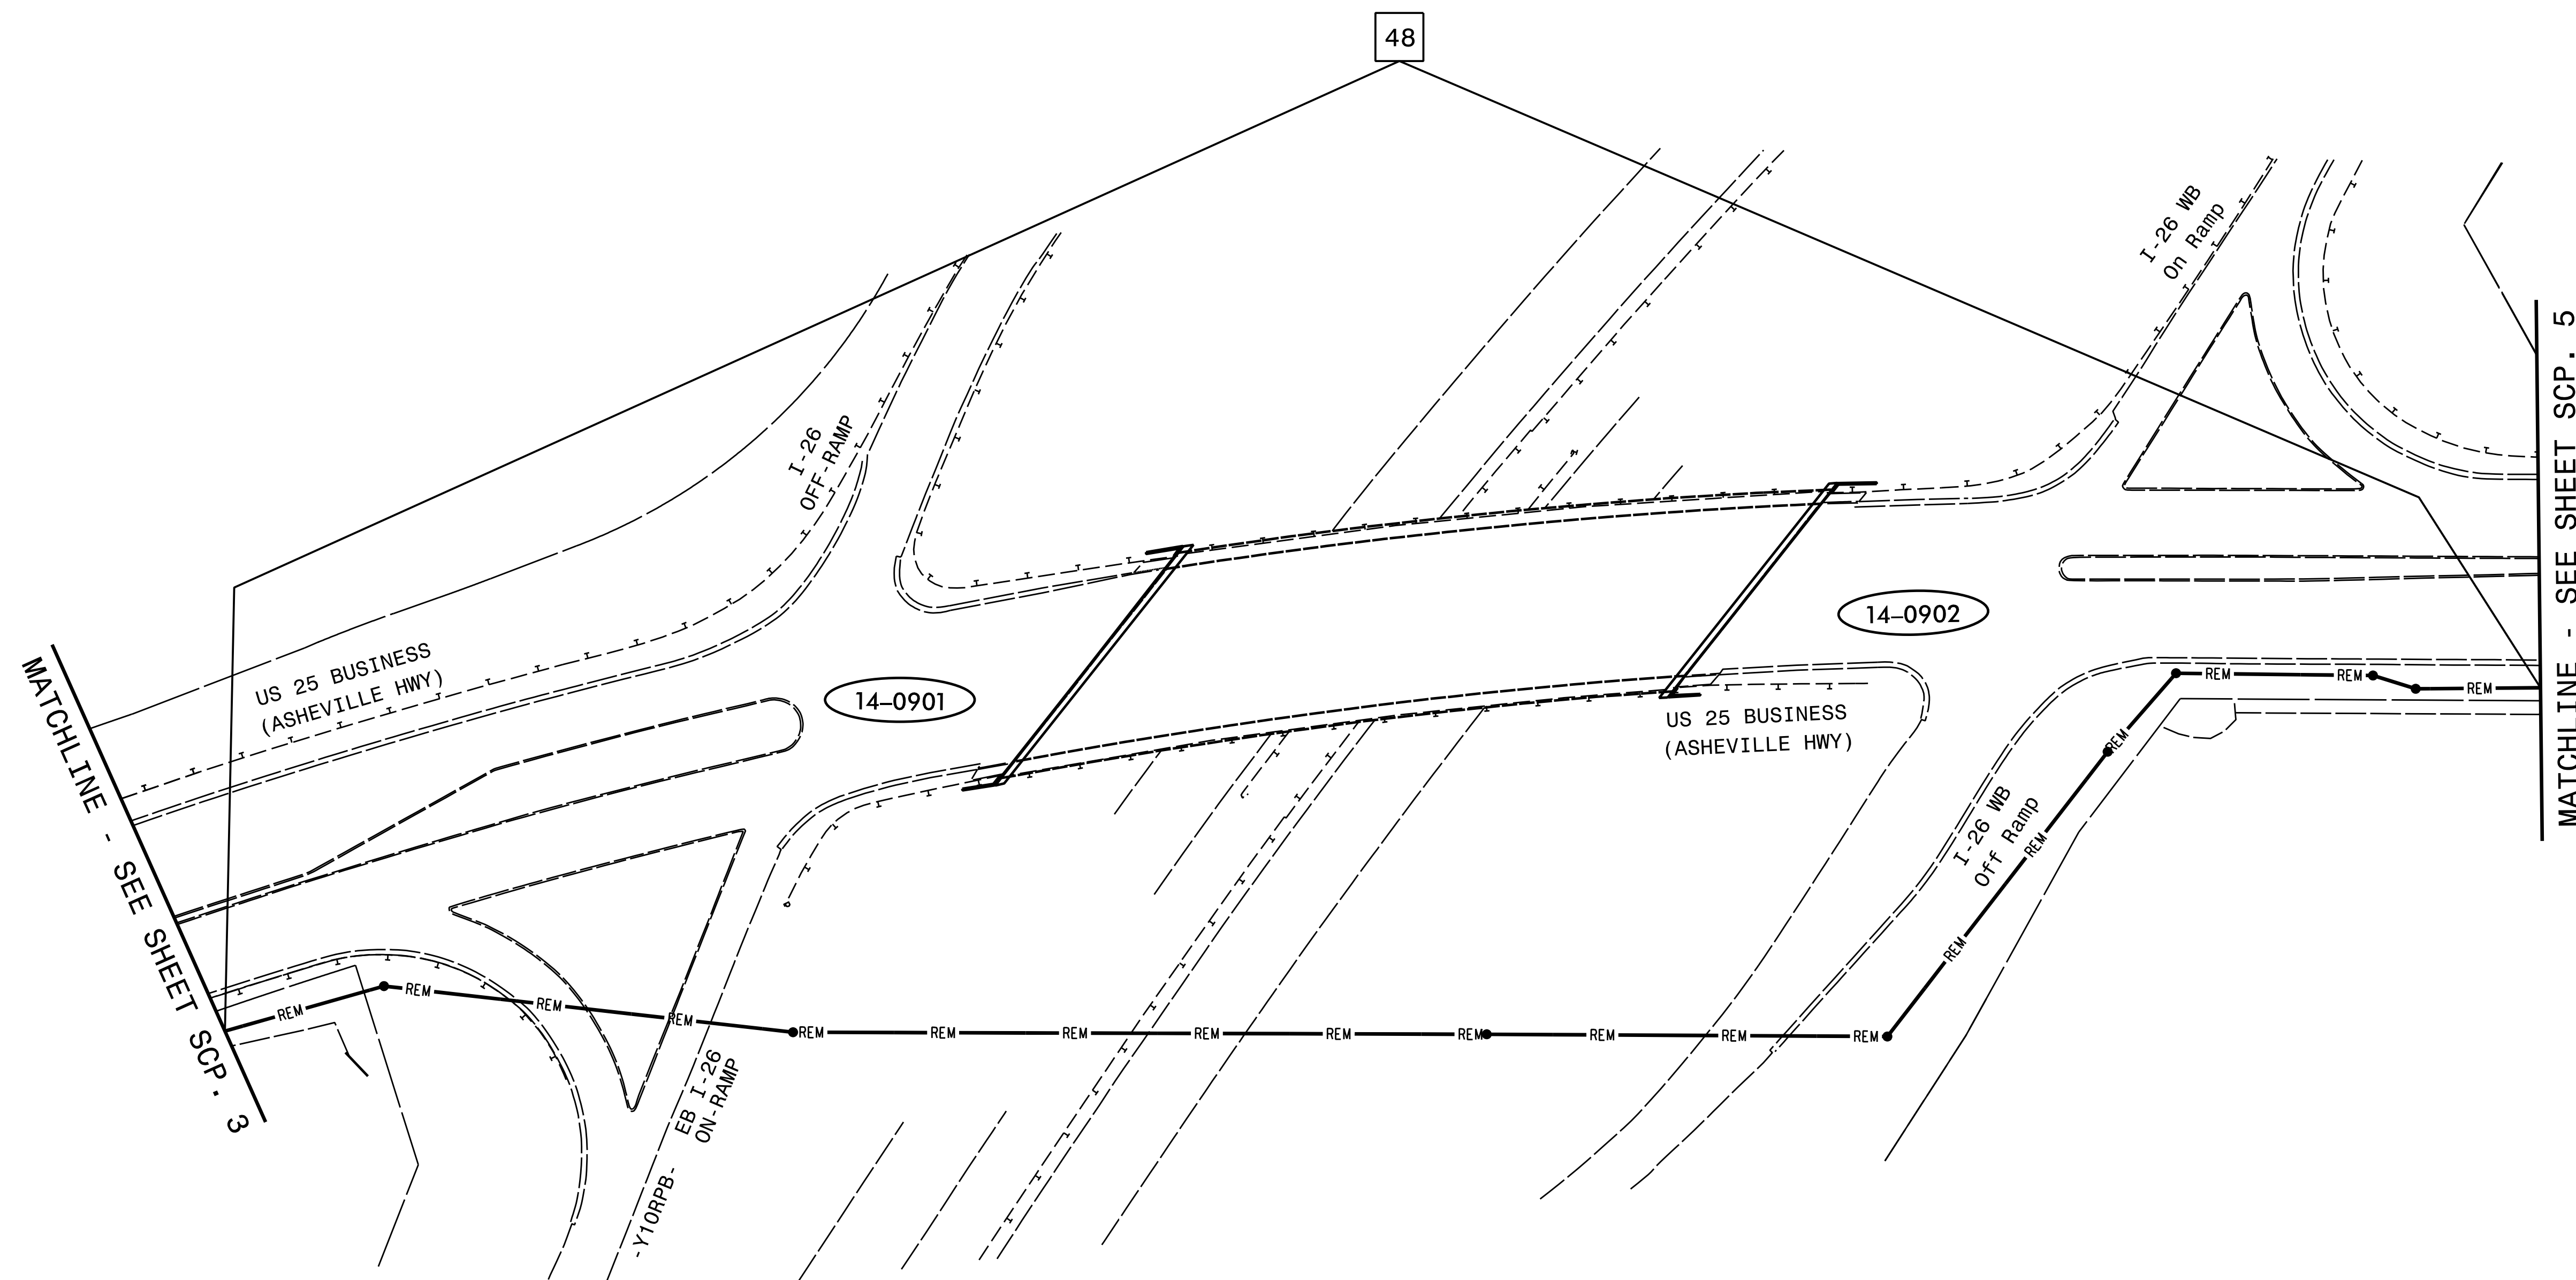 48
I-26 WB
On Ramp
I-26
OFF-RAMP
MATCHLINE - SEE SHEET SCP. 5
14-0902
US 25 BUSINESS
(ASHEVILLE HWY)
14-0901
MATCHLINE - SEE SHEET SCP. 3
US 25 BUSINESS
(ASHEVILLE HWY)
REM
REM
REM
REM
I-26 WB
Off Ramp
REM
REM
REM
REM
REM
REM
REM
REM
REM
REM
REM
REM
REM
REM
EB I-26
ON-RAMP
-Y10RPB-